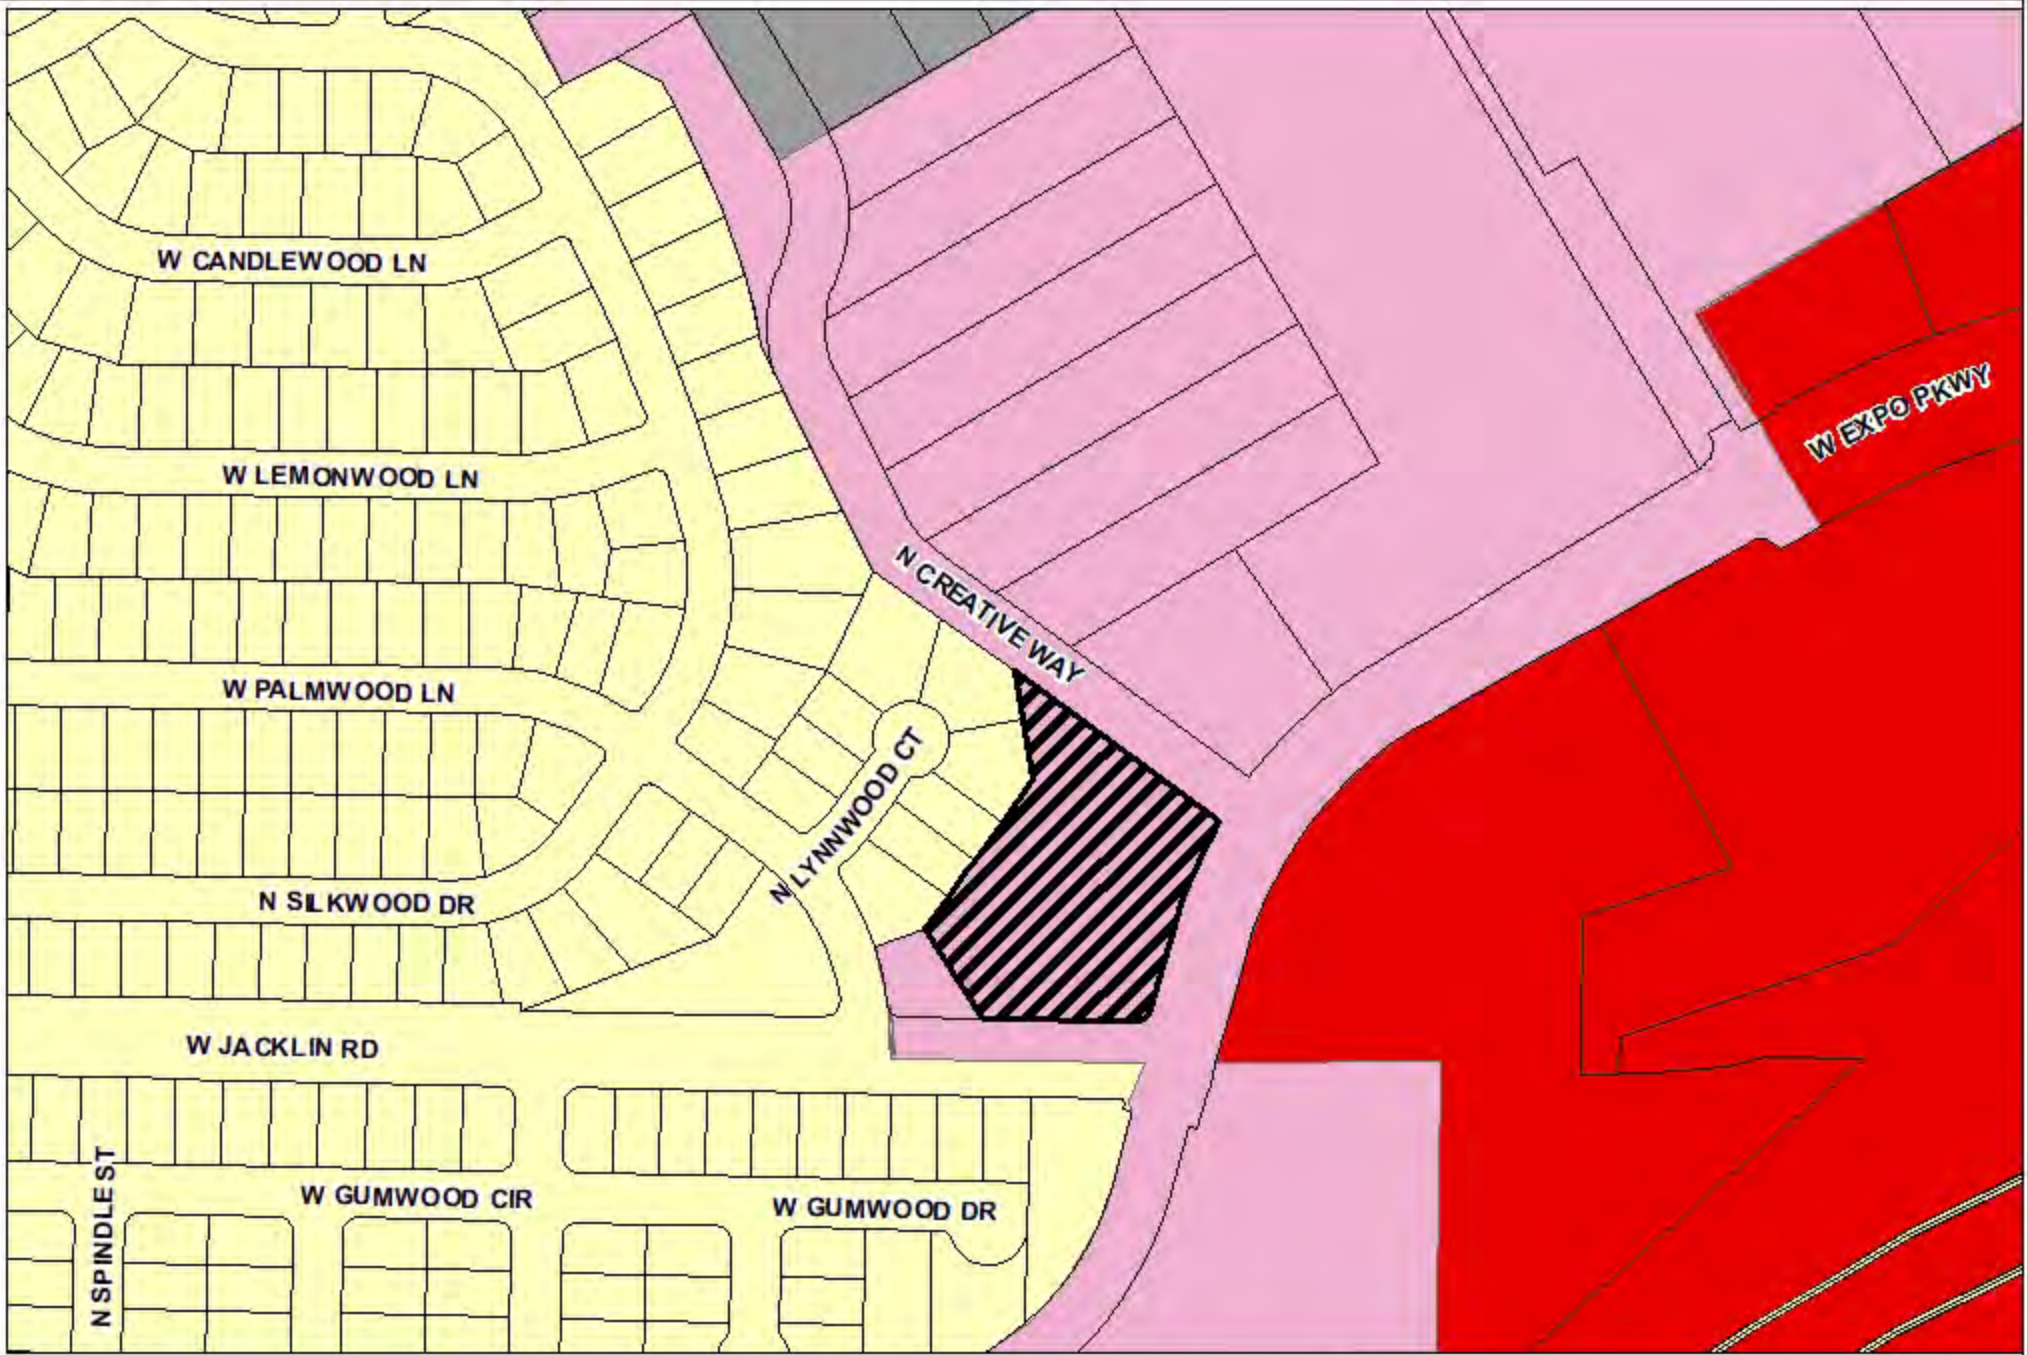 W CANDLEWOOD LN
W EXPO PKWY
W LEMONWOOD LN
N CREATIVE WAY
W PALMWOOD LN
N LYNNWOOD CT
N SILKWOOD DR
W JACKLIN RD
N SPINDLE ST
W GUMWOOD CIR
W GUMWOOD DR